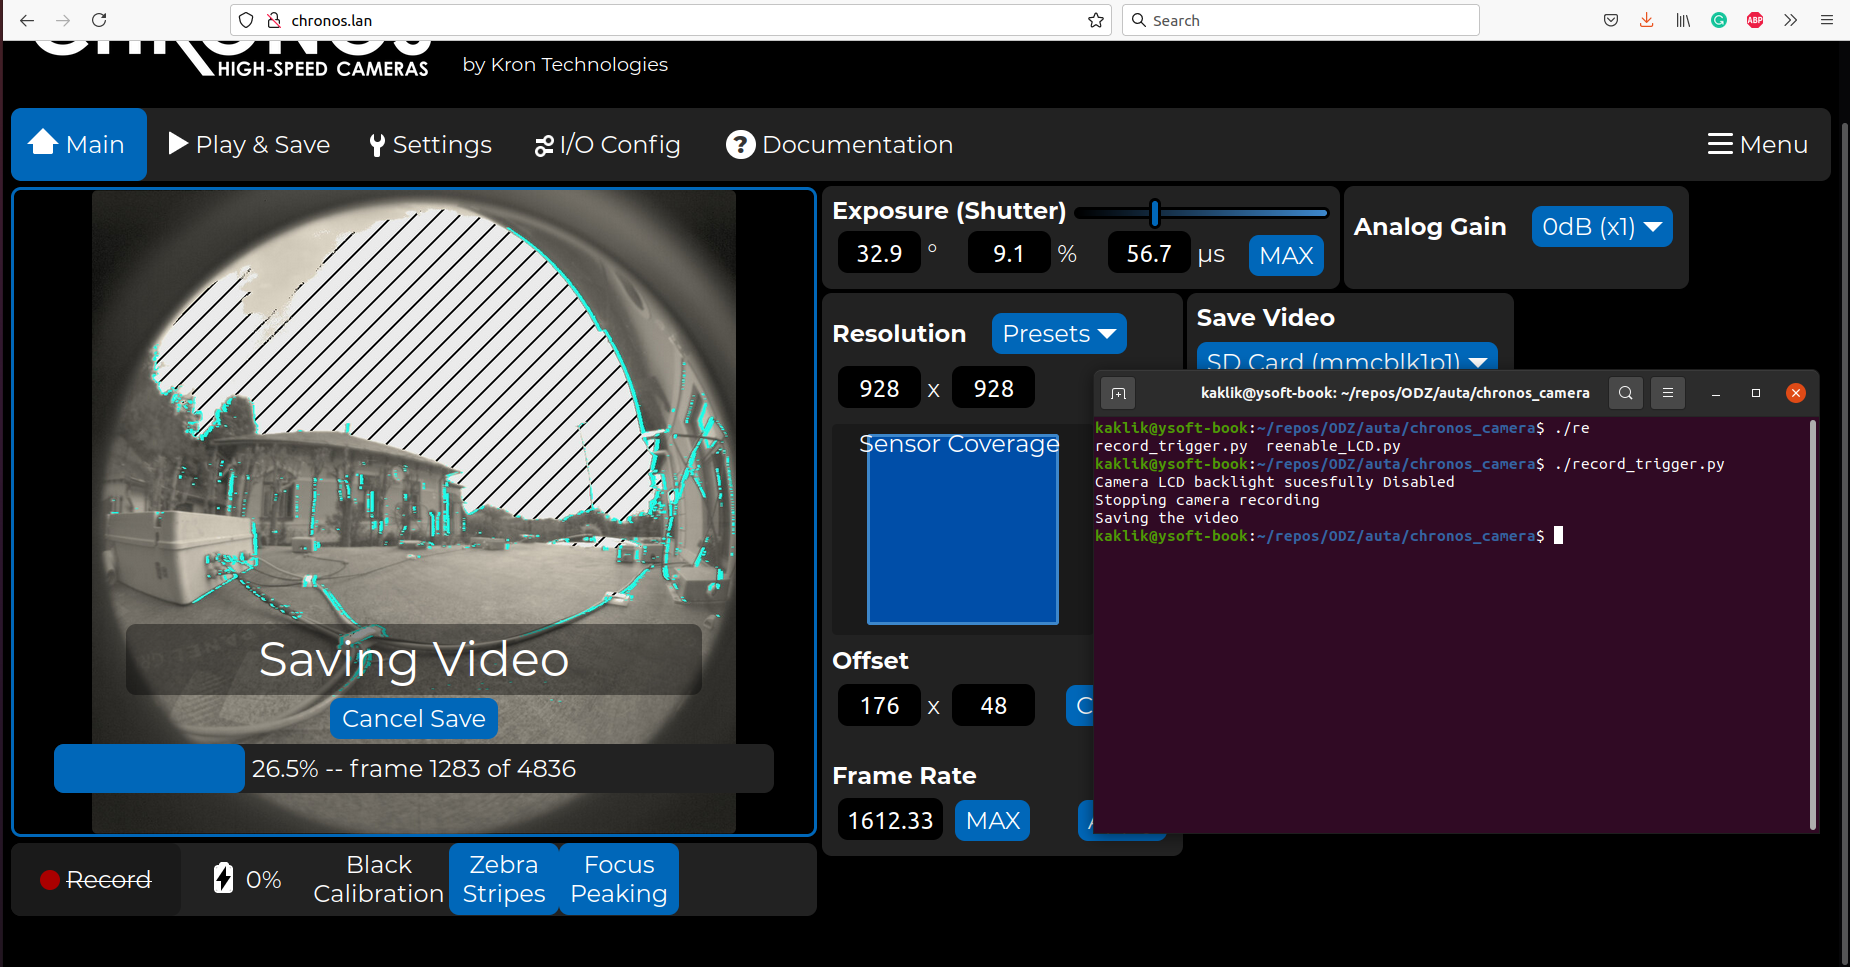 chronos.lan
Search
ABP
CHRONOS
HIGH-SPEED CAMERAS
by Kron Technologies
Main
Play & Save
Settings
I/O Config
Documentation
Menu
Exposure (Shutter)
32.9 °
9.1 %
56.7 µs
MAX
Analog Gain
0dB (x1)
Resolution
Presets
928 x 928
Sensor Coverage
Offset
176 x 48
C
Frame Rate
1612.33
MAX
Save Video
SD Card (mmcblk1p1)
kaklik@ysoft-book: ~/repos/ODZ/auta/chronos_camera
kaklik@ysoft-book:~/repos/ODZ/auta/chronos_camera$ ./re
record_trigger.py  reenable_LCD.py
kaklik@ysoft-book:~/repos/ODZ/auta/chronos_camera$ ./record_trigger.py
Camera LCD backlight sucesfully Disabled
Stopping camera recording
Saving the video
kaklik@ysoft-book:~/repos/ODZ/auta/chronos_camera$
Saving Video
Cancel Save
26.5% -- frame 1283 of 4836
Record
0%
Black
Calibration
Zebra
Stripes
Focus
Peaking